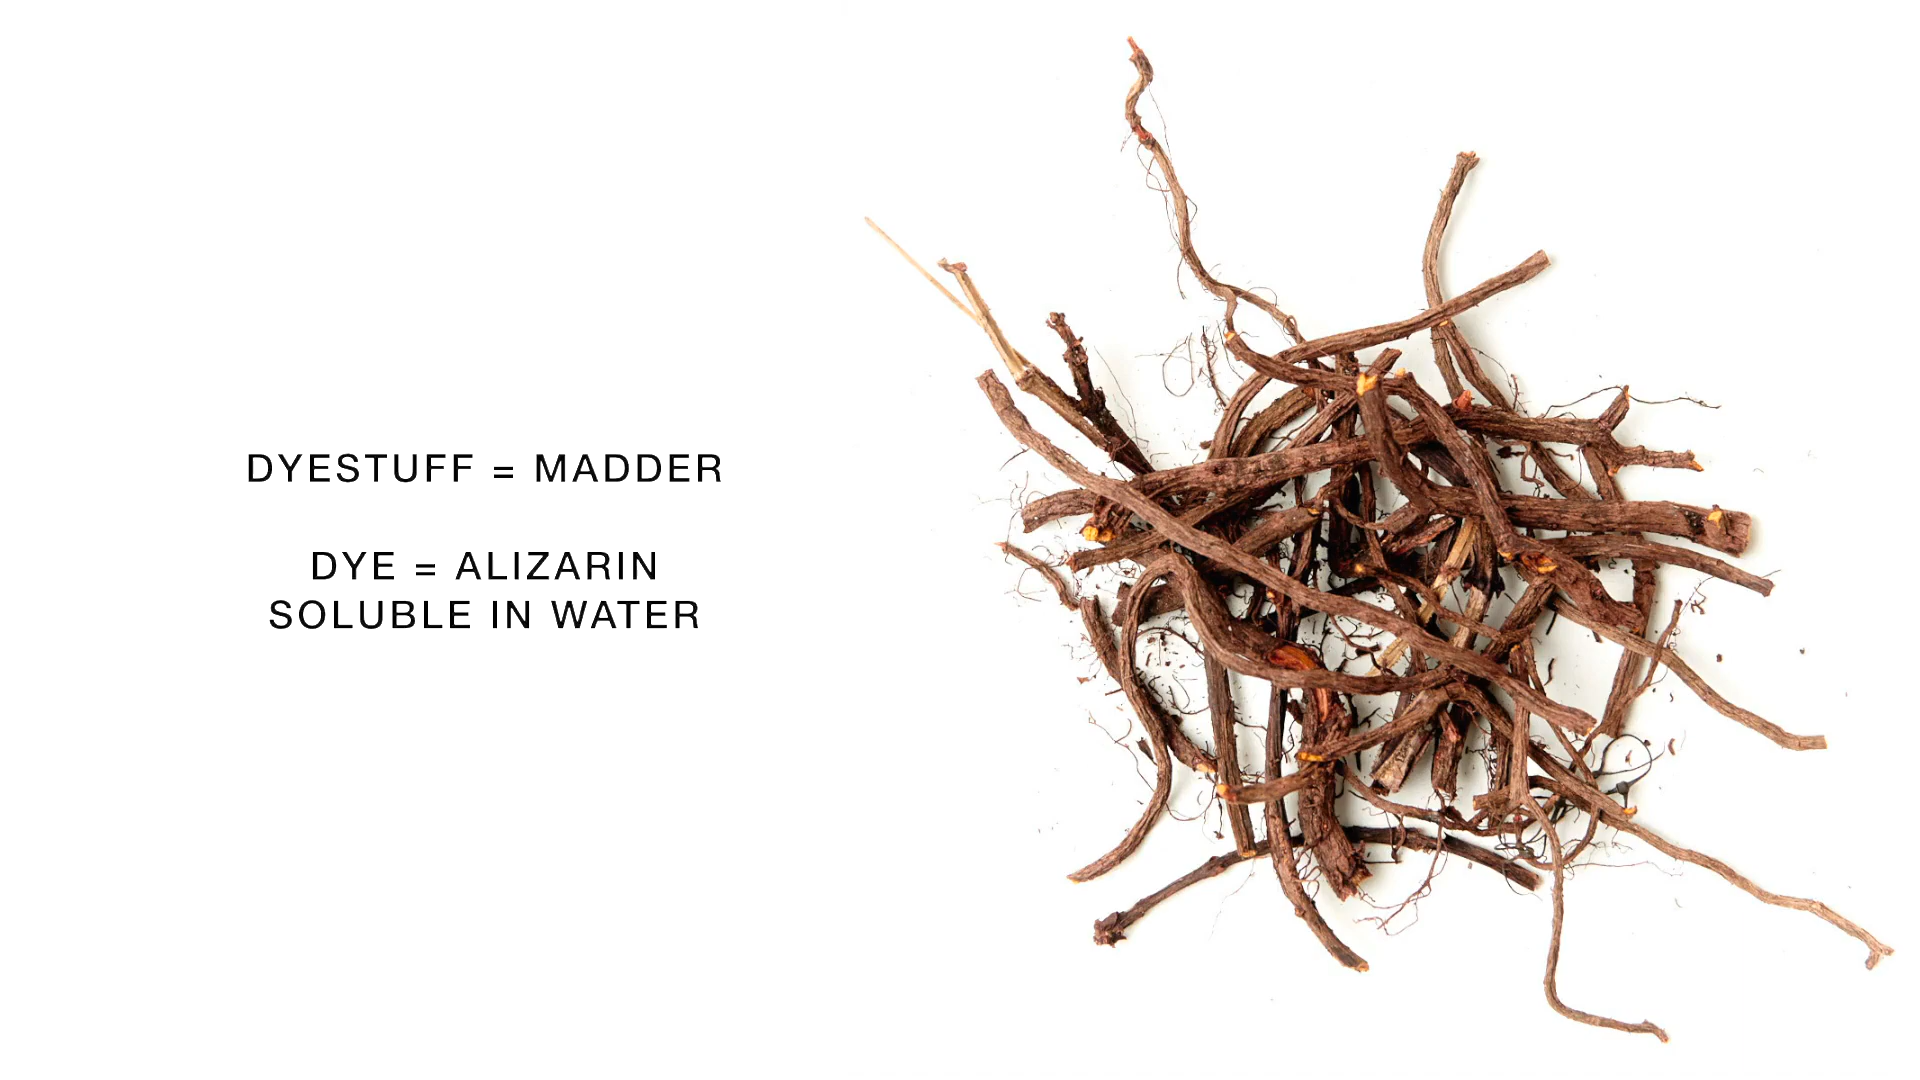 DYESTUFF = MADDER
DYE = ALIZARIN
SOLUBLE IN WATER